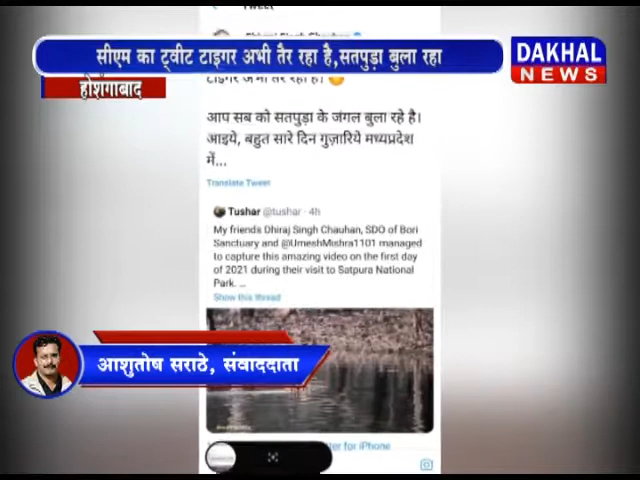 Tweet
सीएम का ट्वीट टाइगर अभी तैर रहा है,सतपुड़ा बुला रहा
DAKHAL
NEWS
होशंगाबाद
टाइगर अभी तैर रहा है।
आप सब को सतपुड़ा के जंगल बुला रहे है।
आइये, बहुत सारे दिन गुज़ारिये मध्यप्रदेश
में...
Translate Tweet
Tushar @tushar · 4h
My friends Dhiraj Singh Chauhan, SDO of Bori
Sanctuary and @UmeshMishra1101 managed
to capture this amazing video on the first day
of 2021 during their visit to Satpura National
Park. ...
Show this thread
आशुतोष सराठे, संवाददाता
for iPhone